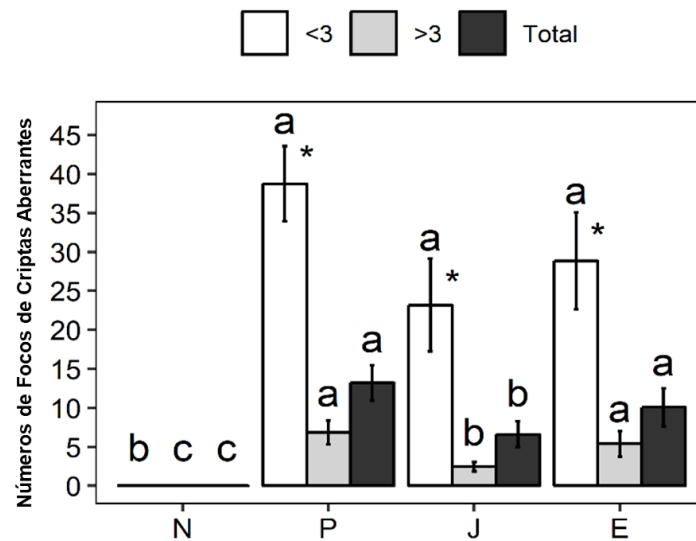 <3 >3 Total
Números de Focos de Criptas Aberrantes
45
40
35
30
25
20
15
10
5
0
b c c
a *
a
a
a *
b
b
a *
a
a
N P J E